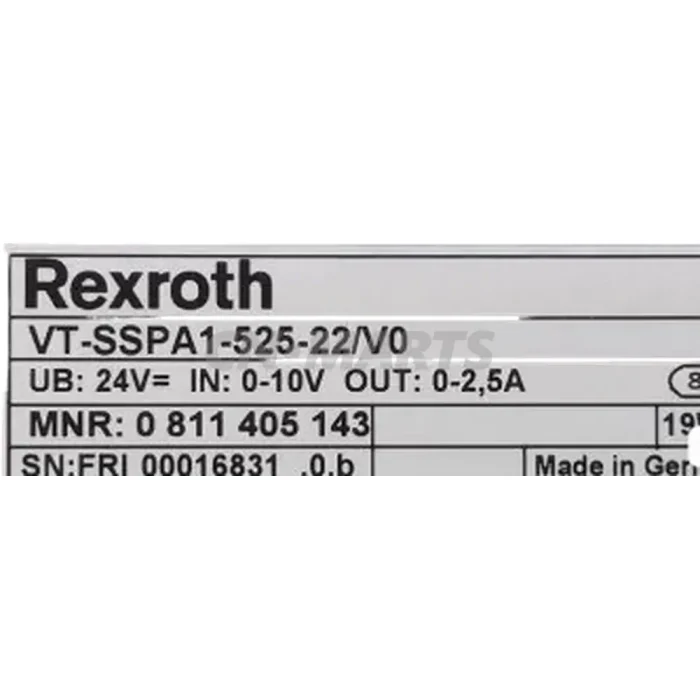 Rexroth
VT-SSPA1-525-22/V0
UB: 24V= IN: 0-10V OUT: 0-2,5A
MNR: 0 811 405 143
SN:FRI 00016831 .0.b
Made in